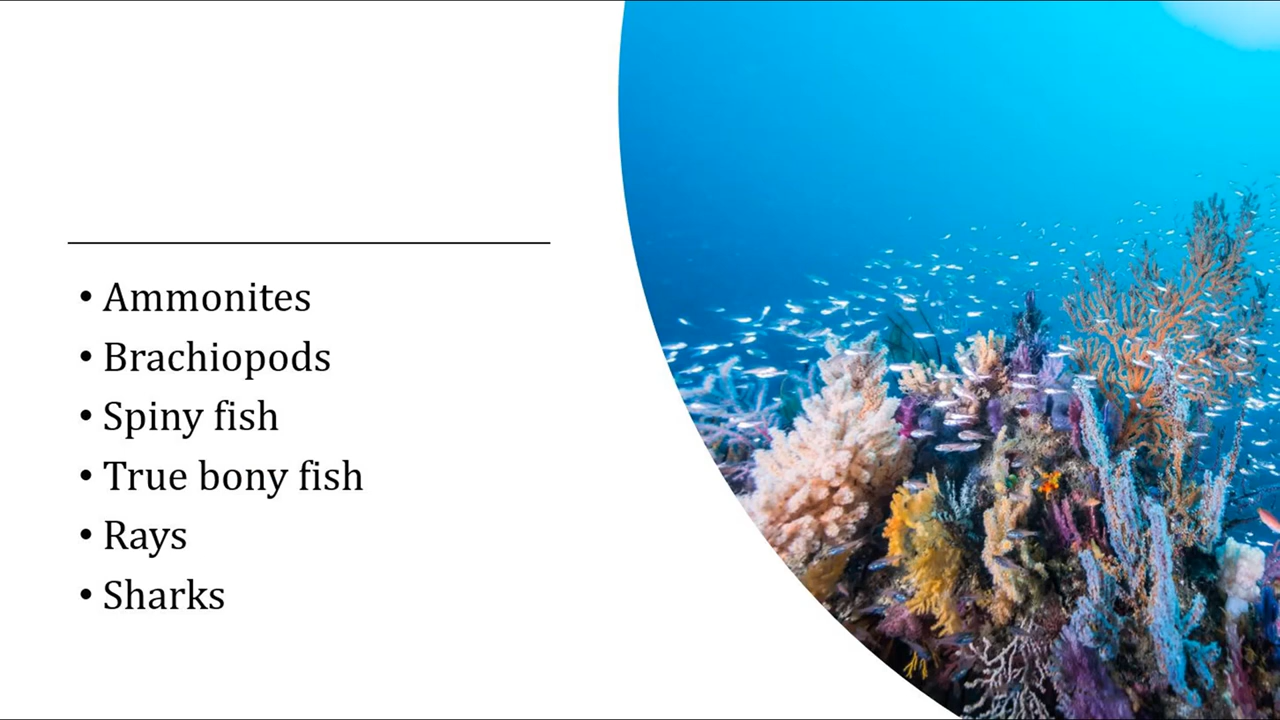 • Ammonites
• Brachiopods
• Spiny fish
• True bony fish
• Rays
• Sharks